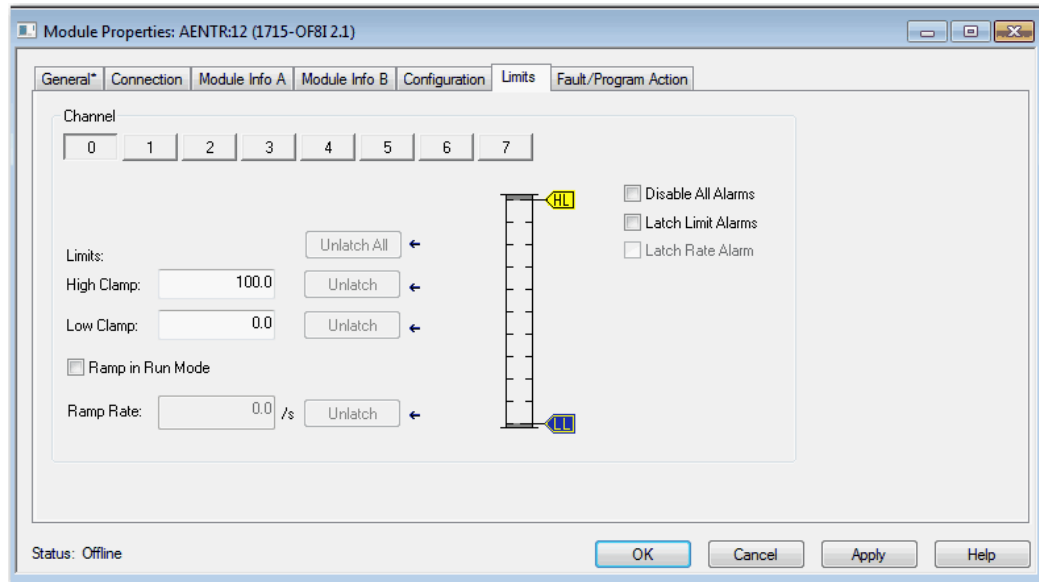 Module Properties: AENTR:12 (1715-OF8I 2.1)
General* Connection Module Info A Module Info B Configuration Limits Fault/Program Action
Channel
0 1 2 3 4 5 6 7
HL
Disable All Alarms
Latch Limit Alarms
Latch Rate Alarm
Limits: Unlatch All
High Clamp: 100.0 Unlatch
Low Clamp: 0.0 Unlatch
Ramp in Run Mode
Ramp Rate: 0.0 /s Unlatch
LL
Status: Offline OK Cancel Apply Help